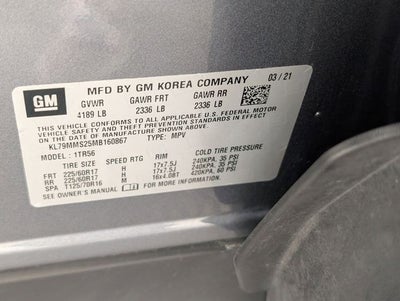 GM
MFD BY GM KOREA COMPANY 03/21
GVWR GAWR FRT GAWR RR
4189 LB 2336 LB 2336 LB
THIS VEHICLE CONFORMS TO ALL APPLICABLE U.S. FEDERAL MOTOR
VEHICLE SAFETY, BUMPER, AND THEFT PREVENTION STANDARDS IN
EFFECT ON THE DATE OF MANUFACTURE SHOWN ABOVE.
KL79MMS25MB160867 TYPE: MPV
MODEL: 1TR56
TIRE SIZE SPEED RTG RIM COLD TIRE PRESSURE
FRT 225/60R17 H 17x7.5J 240KPA, 35 PSI
RR 225/60R17 H 17x7.5J 240KPA, 35 PSI
SPA T125/70R16 M 16x4.0BT 420KPA, 60 PSI
SEE OWNER'S MANUAL FOR MORE INFORMATION.